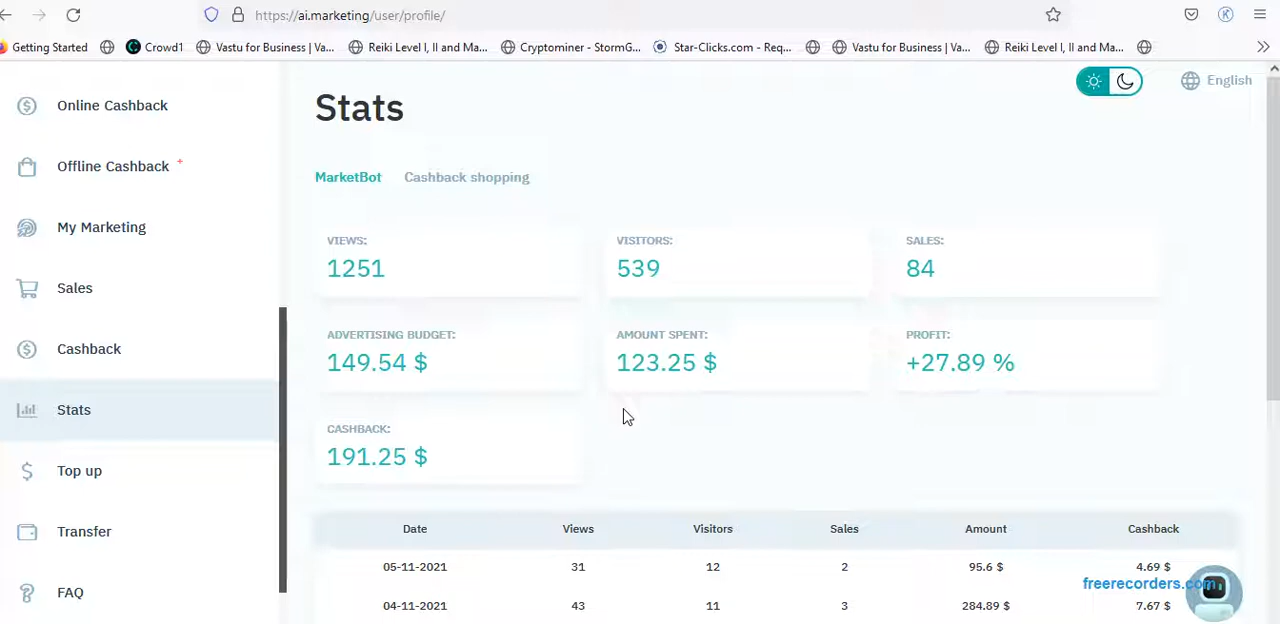 https://ai.marketing/user/profile/
Getting Started Crowd1 Vastu for Business | Va... Reiki Level I, II and Ma... Cryptominer - StormG... Star-Clicks.com - Req... Vastu for Business | Va... Reiki Level I, II and Ma...
English
Stats
Online Cashback
Offline Cashback +
My Marketing
Sales
Cashback
Stats
Top up
Transfer
FAQ
MarketBot Cashback shopping
VIEWS: VISITORS: SALES:
1251 539 84
ADVERTISING BUDGET: AMOUNT SPENT: PROFIT:
149.54 $ 123.25 $ +27.89 %
CASHBACK:
191.25 $
Date Views Visitors Sales Amount Cashback
05-11-2021 31 12 2 95.6 $ 4.69 $
04-11-2021 43 11 3 284.89 $ 7.67 $
freerecorders.com